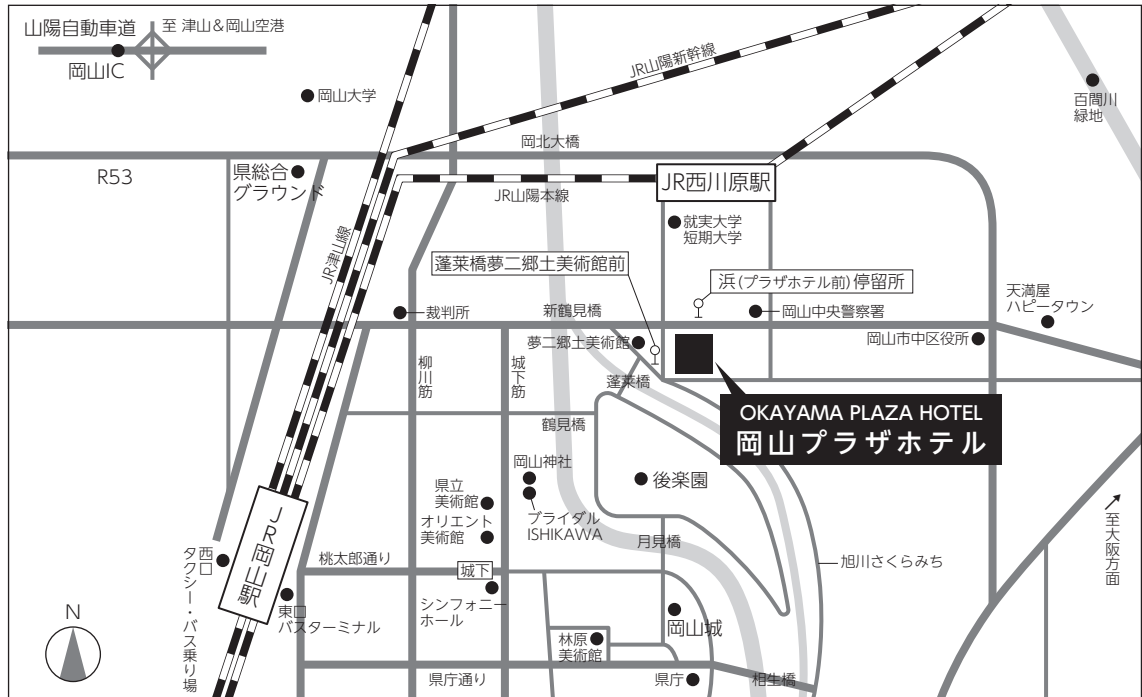 山陽自動車道
至 津山&岡山空港
岡山IC
岡山大学
JR山陽新幹線
百間川
緑地
岡北大橋
R53
県総合
グラウンド
JR西川原駅
JR山陽本線
就実大学
短期大学
JR津山線
蓬莱橋夢二郷土美術館前
浜(プラザホテル前)停留所
天満屋
ハピータウン
裁判所
新鶴見橋
岡山中央警察署
夢二郷土美術館
岡山市中区役所
柳川筋
城下筋
蓬莱橋
OKAYAMA PLAZA HOTEL
岡山プラザホテル
鶴見橋
岡山神社
後楽園
県立
美術館
オリエント
美術館
ブライダル
ISHIKAWA
至大阪方面
月見橋
JR岡山駅
西口
タクシー・バス乗り場
桃太郎通り
城下
旭川さくらみち
東口
バスターミナル
シンフォニー
ホール
岡山城
N
林原
美術館
県庁通り
県庁
相生橋